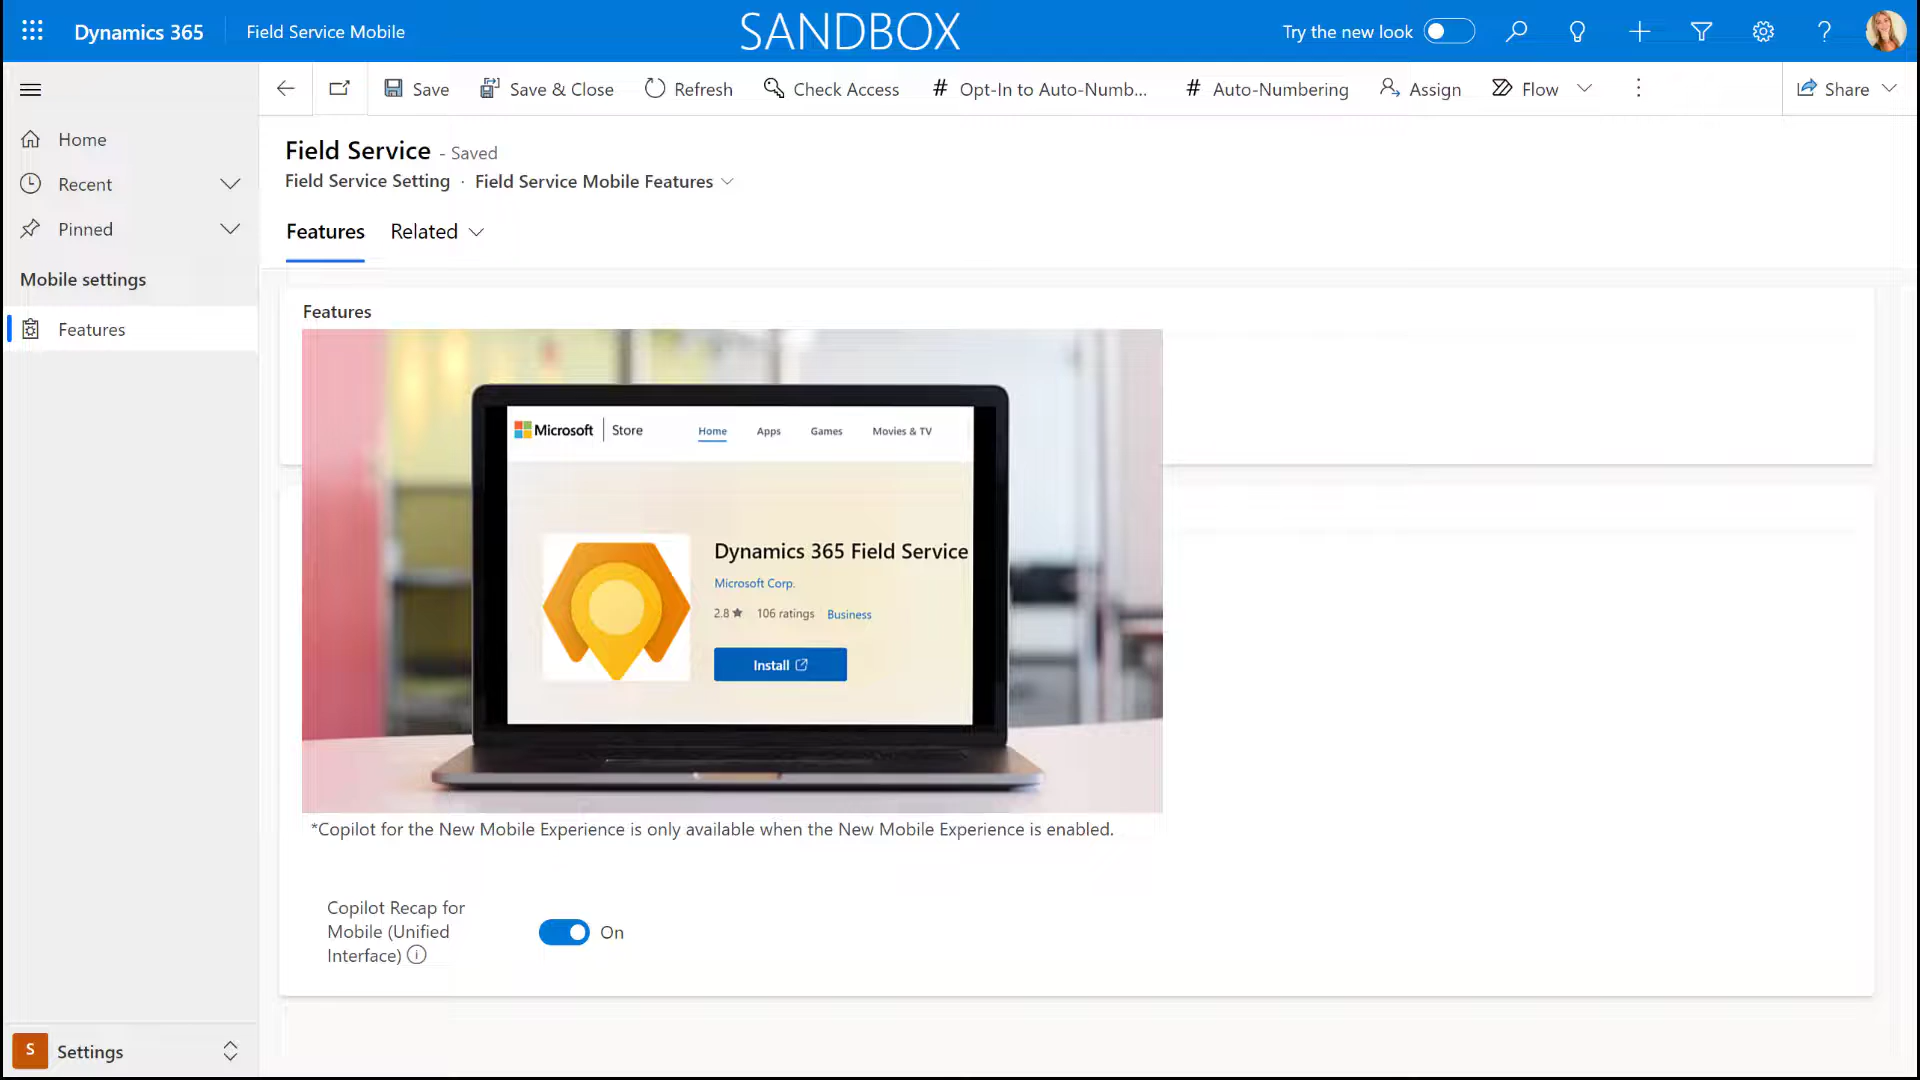 Dynamics 365
Field Service Mobile
SANDBOX
Try the new look
Save
Save & Close
Refresh
Check Access
Opt-In to Auto-Numb...
Auto-Numbering
Assign
Flow
Share
Home
Recent
Pinned
Mobile settings
Features
Field Service - Saved
Field Service Setting · Field Service Mobile Features
Features
Related
Features
Microsoft | Store
Home
Apps
Games
Movies & TV
Dynamics 365 Field Service
Microsoft Corp.
2.8★ 106 ratings Business
Install
*Copilot for the New Mobile Experience is only available when the New Mobile Experience is enabled.
Copilot Recap for
Mobile (Unified
Interface)
On
S
Settings